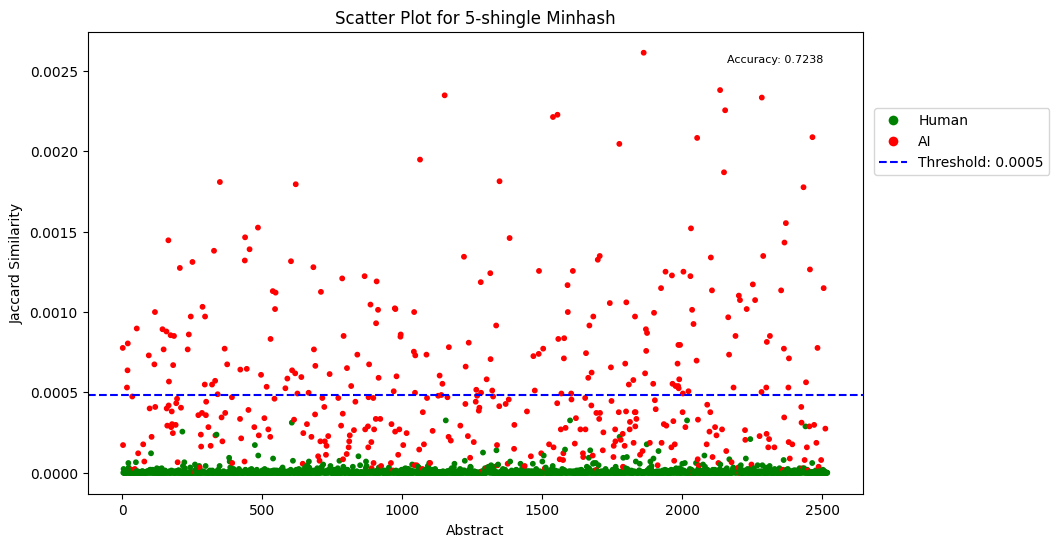 Scatter Plot for 5-shingle Minhash
Accuracy: 0.7238
Human
AI
Threshold: 0.0005
Jaccard Similarity
0.0025
0.0020
0.0015
0.0010
0.0005
0.0000
0
500
1000
1500
2000
2500
Abstract